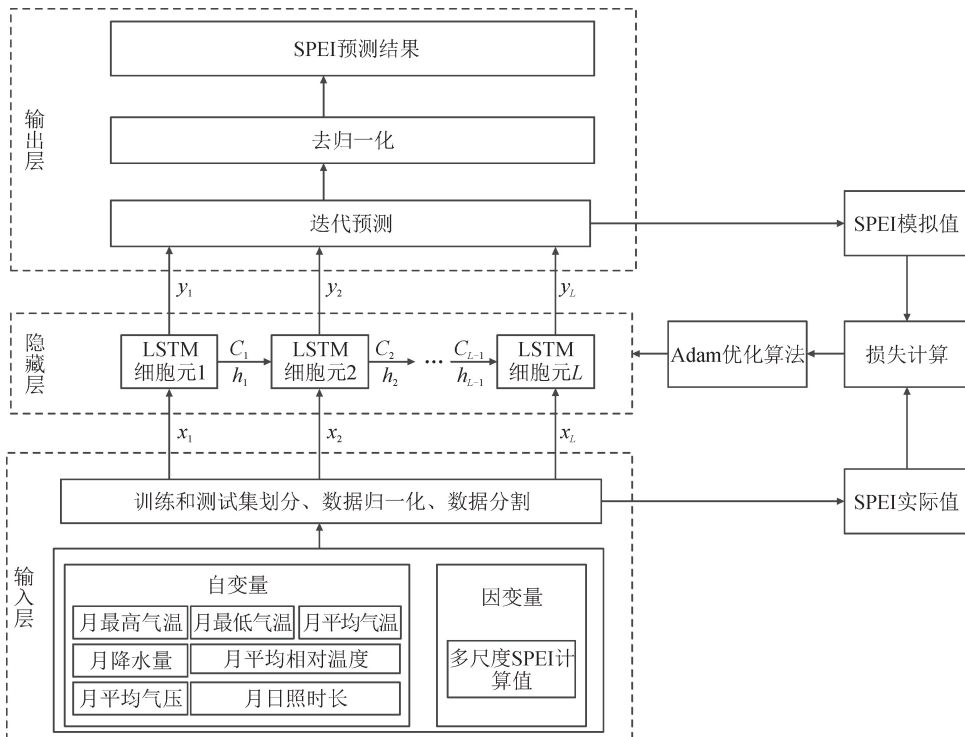 SPEI预测结果
去归一化
迭代预测
输出层
SPEI模拟值
y₁
y₂
y_L
隐藏层
LSTM
细胞元1
C₁
h₁
LSTM
细胞元2
C₂
h₂
···
C_{L-1}
h_{L-1}
LSTM
细胞元L
Adam优化算法
损失计算
x₁
x₂
x_L
训练和测试集划分、数据归一化、数据分割
SPEI实际值
输入层
自变量
月最高气温
月最低气温
月平均气温
月降水量
月平均相对温度
月平均气压
月日照时长
因变量
多尺度SPEI计
算值